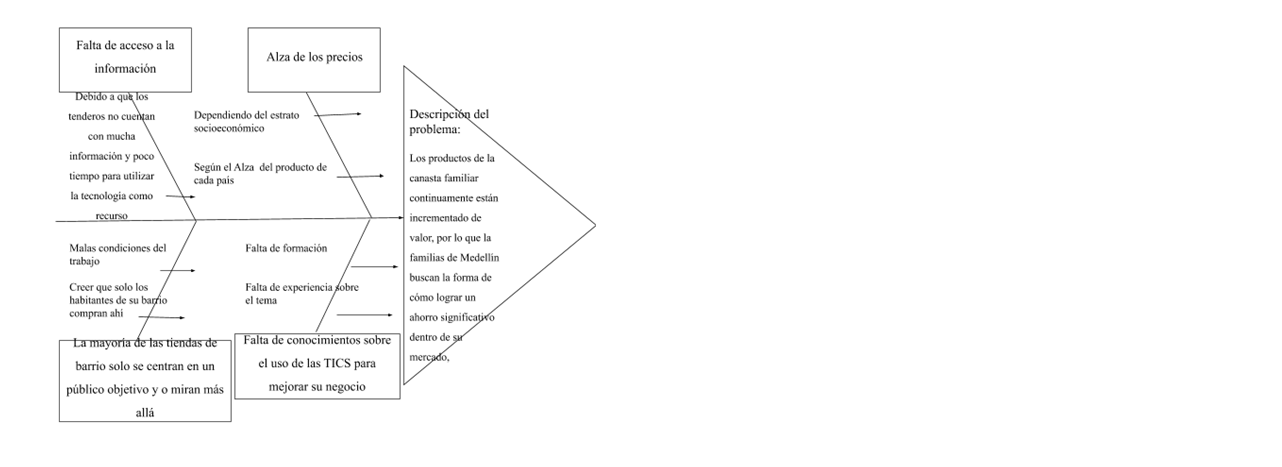 Falta de acceso a la
información
Alza de los precios
Debido a que los
tenderos no cuentan
con mucha
información y poco
tiempo para utilizar
la tecnologia como
recurso
Dependiendo del estrato
socioeconómico
Según el Alza del producto de
cada país
Descripción del
problema:
Los productos de la
canasta familiar
continuamente están
incrementado de
valor, por lo que la
familias de Medellín
buscan la forma de
cómo lograr un
ahorro significativo
dentro de su
mercado,
Malas condiciones del
trabajo
Creer que solo los
habitantes de su barrio
compran ahí
Falta de formación
Falta de experiencia sobre
el tema
La mayoría de las tiendas de
barrio solo se centran en un
público objetivo y o miran más
allá
Falta de conocimientos sobre
el uso de las TICS para
mejorar su negocio